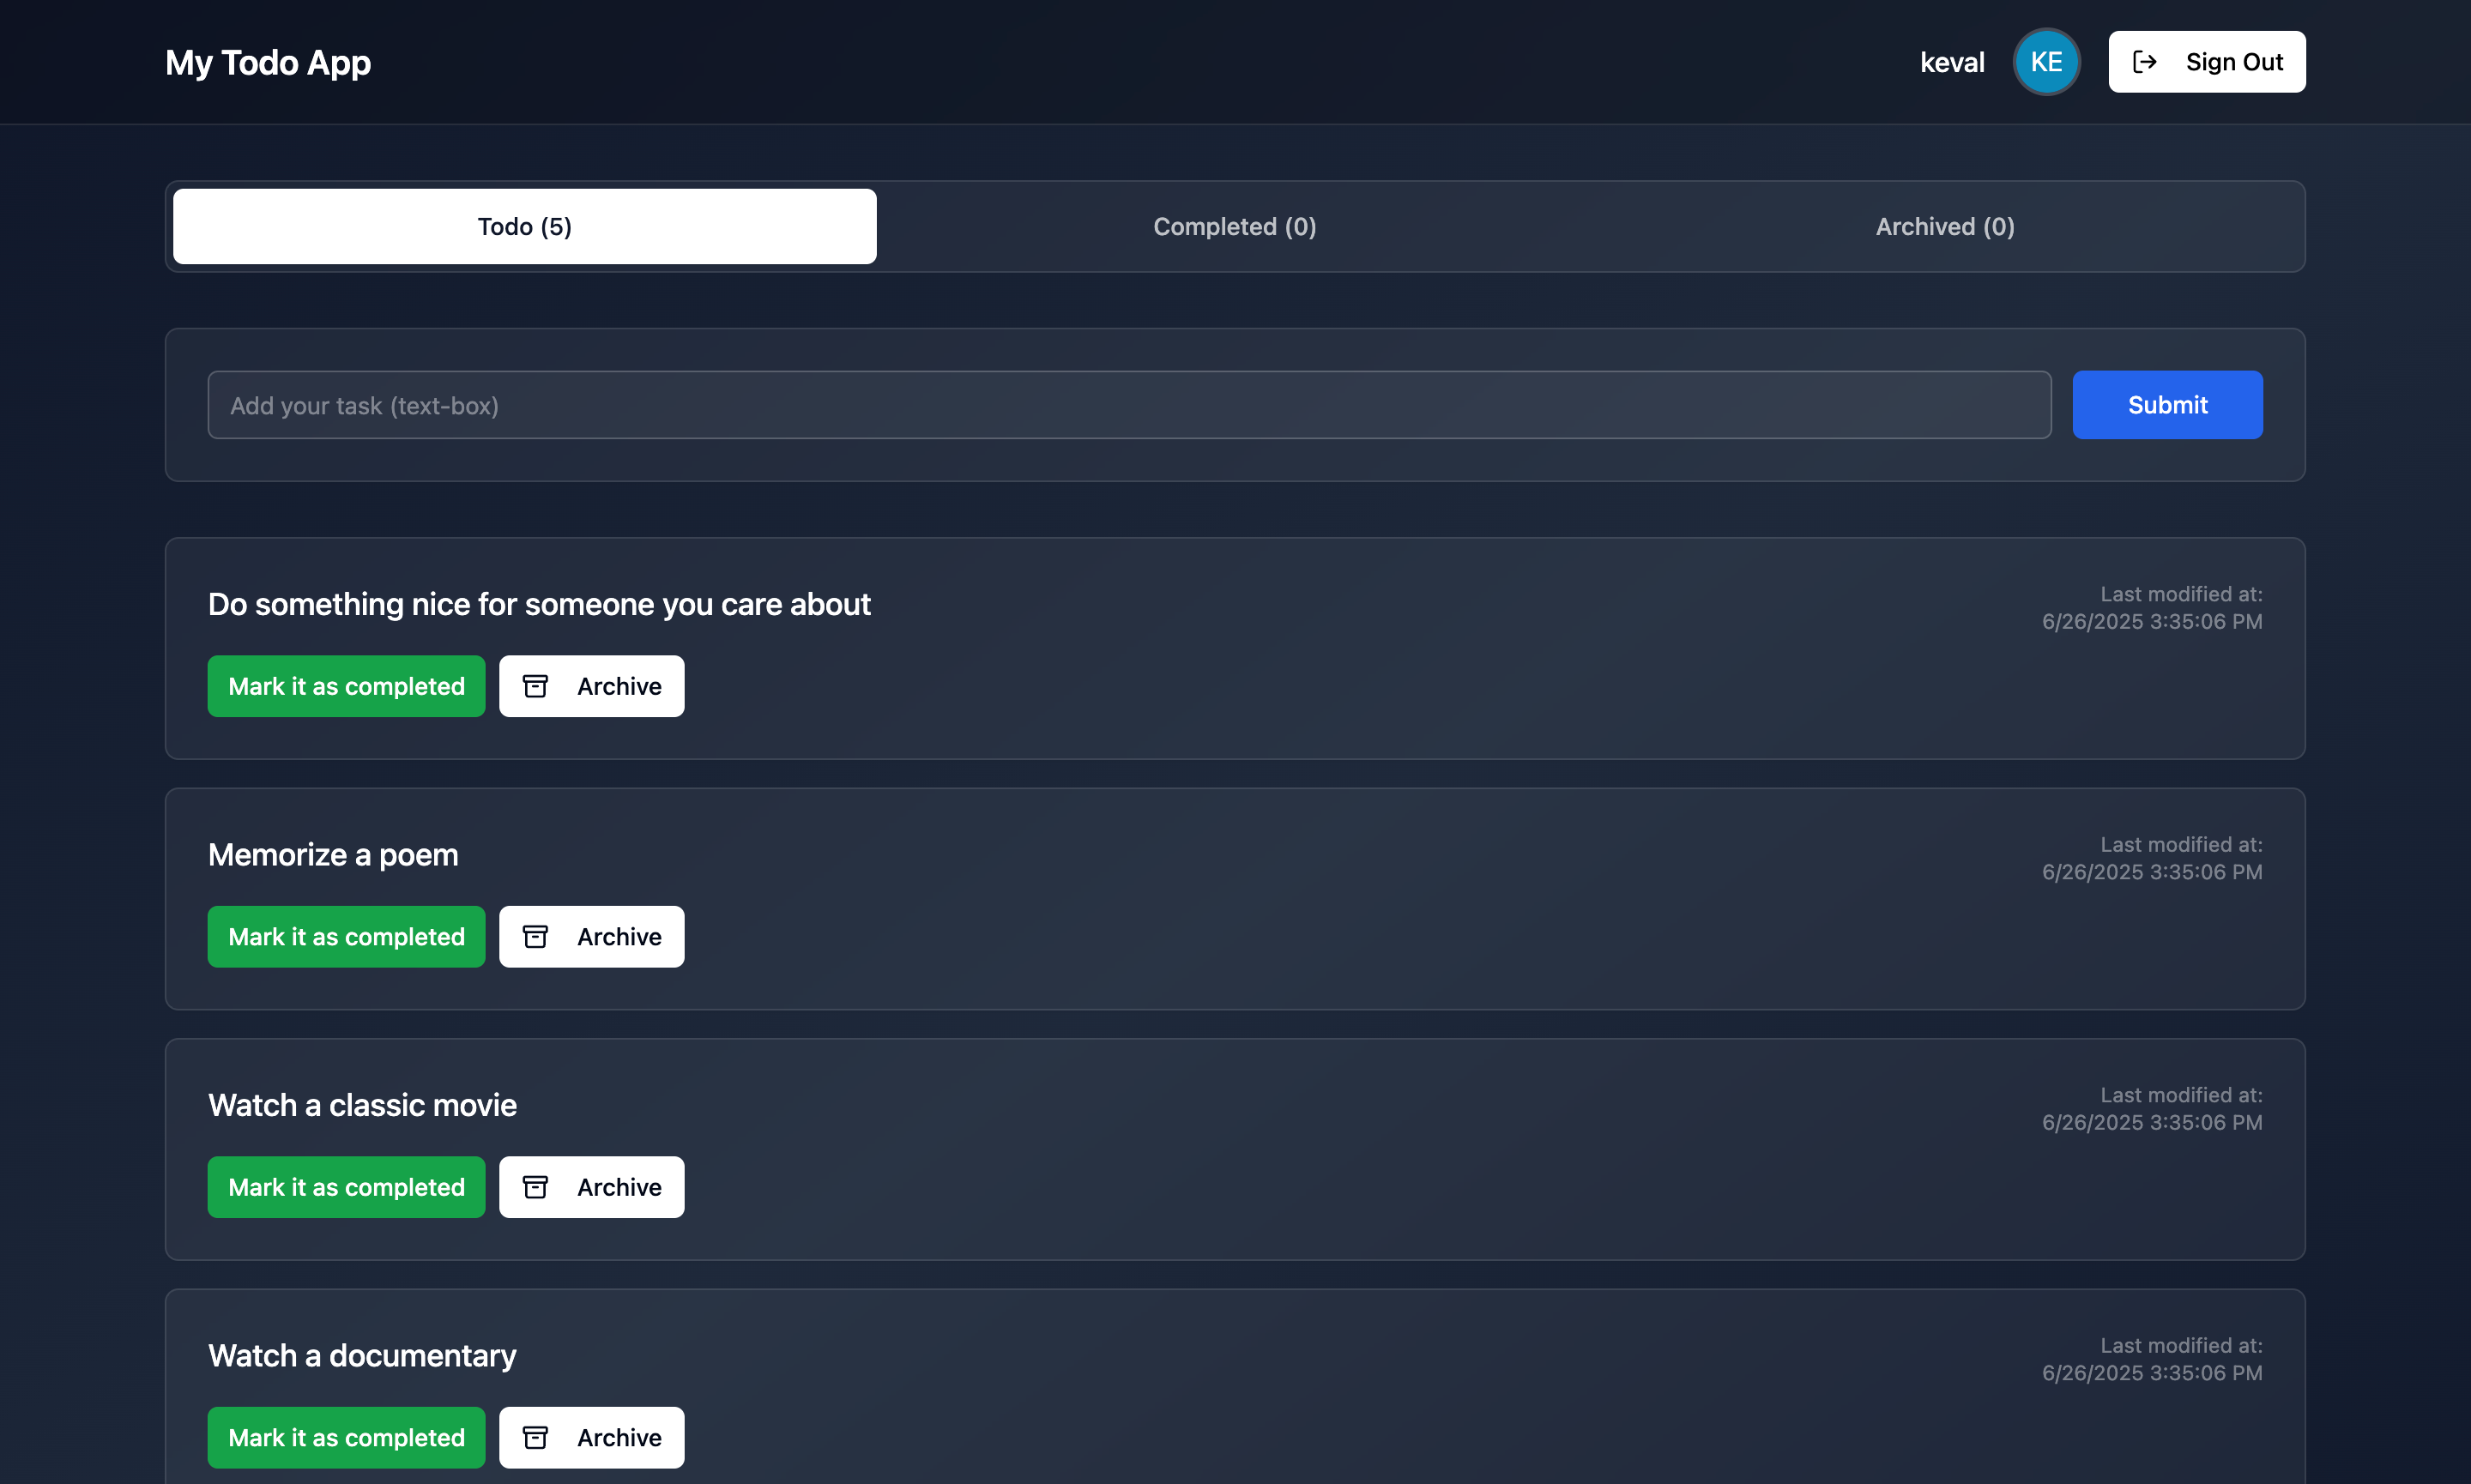 My Todo App
keval
KE
Sign Out
Todo (5)
Completed (0)
Archived (0)
Add your task (text-box)
Submit
Do something nice for someone you care about
Last modified at:
6/26/2025 3:35:06 PM
Mark it as completed
Archive
Memorize a poem
Last modified at:
6/26/2025 3:35:06 PM
Mark it as completed
Archive
Watch a classic movie
Last modified at:
6/26/2025 3:35:06 PM
Mark it as completed
Archive
Watch a documentary
Last modified at:
6/26/2025 3:35:06 PM
Mark it as completed
Archive